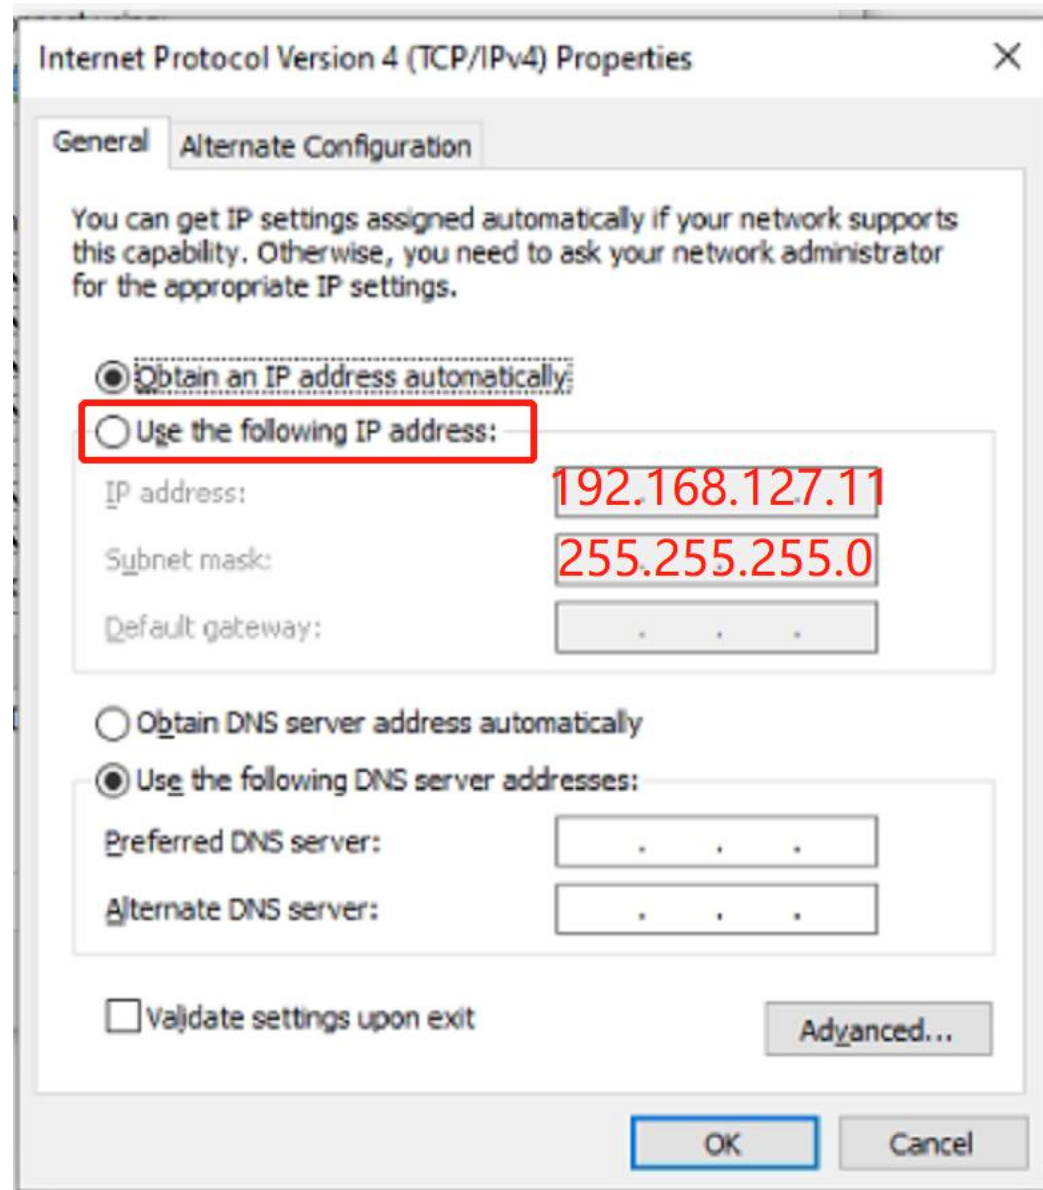 Internet Protocol Version 4 (TCP/IPv4) Properties
General
Alternate Configuration
You can get IP settings assigned automatically if your network supports
this capability. Otherwise, you need to ask your network administrator
for the appropriate IP settings.
Obtain an IP address automatically
Use the following IP address:
IP address:
192.168.127.11
Subnet mask:
255.255.255.0
Default gateway:
Obtain DNS server address automatically
Use the following DNS server addresses:
Preferred DNS server:
Alternate DNS server:
Validate settings upon exit
Advanced...
OK
Cancel